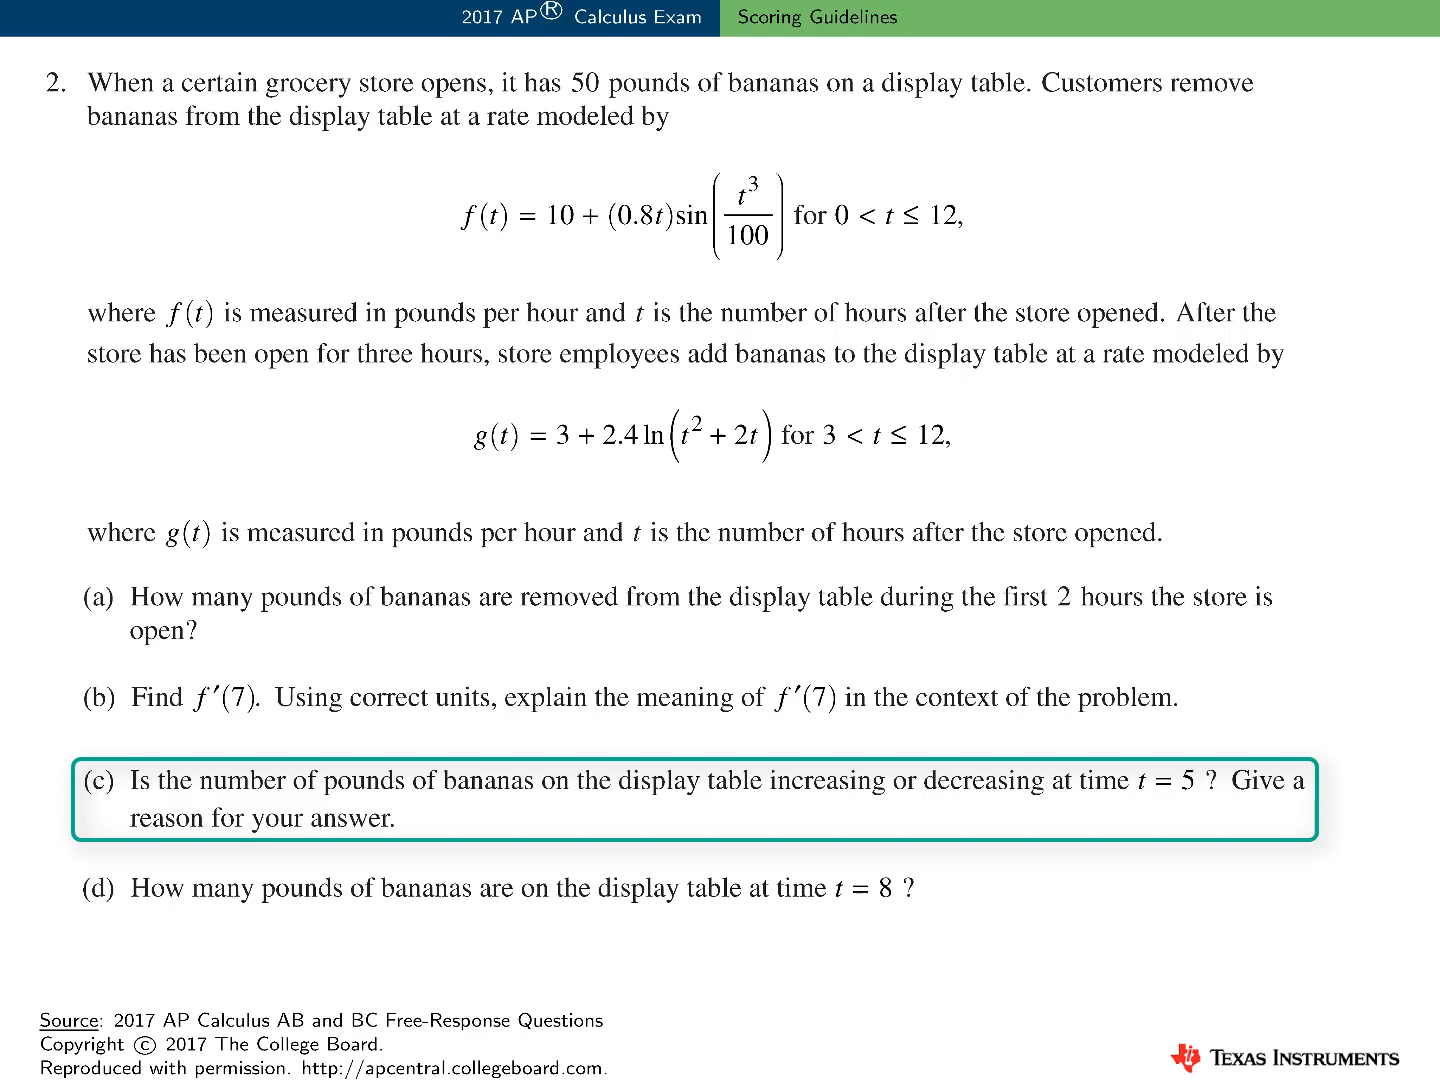 2017 AP® Calculus Exam
Scoring Guidelines
2. When a certain grocery store opens, it has 50 pounds of bananas on a display table. Customers remove
bananas from the display table at a rate modeled by
f(t) = 10 + (0.8t)sin(t³/100) for 0 < t ≤ 12,
where f(t) is measured in pounds per hour and t is the number of hours after the store opened. After the
store has been open for three hours, store employees add bananas to the display table at a rate modeled by
g(t) = 3 + 2.4 ln(t² + 2t) for 3 < t ≤ 12,
where g(t) is measured in pounds per hour and t is the number of hours after the store opened.
(a) How many pounds of bananas are removed from the display table during the first 2 hours the store is
open?
(b) Find f′(7). Using correct units, explain the meaning of f′(7) in the context of the problem.
(c) Is the number of pounds of bananas on the display table increasing or decreasing at time t = 5 ? Give a
reason for your answer.
(d) How many pounds of bananas are on the display table at time t = 8 ?
Source: 2017 AP Calculus AB and BC Free-Response Questions
Copyright © 2017 The College Board.
Reproduced with permission. http://apcentral.collegeboard.com.
TEXAS INSTRUMENTS